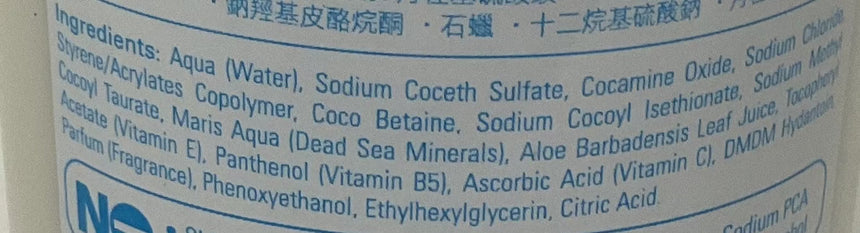 鈉羥基皮酪烷酮 · 石蠟 · 十二烷基硫酸鈉
Ingredients: Aqua (Water), Sodium Coceth Sulfate, Cocamine Oxide, Sodium Chloride,
Styrene/Acrylates Copolymer, Coco Betaine, Sodium Cocoyl Isethionate, Sodium Methyl
Cocoyl Taurate, Maris Aqua (Dead Sea Minerals), Aloe Barbadensis Leaf Juice, Tocopheryl
Acetate (Vitamin E), Panthenol (Vitamin B5), Ascorbic Acid (Vitamin C), DMDM Hydantoin,
Parfum (Fragrance), Phenoxyethanol, Ethylhexylglycerin, Citric Acid.
NO
Sodium PCA